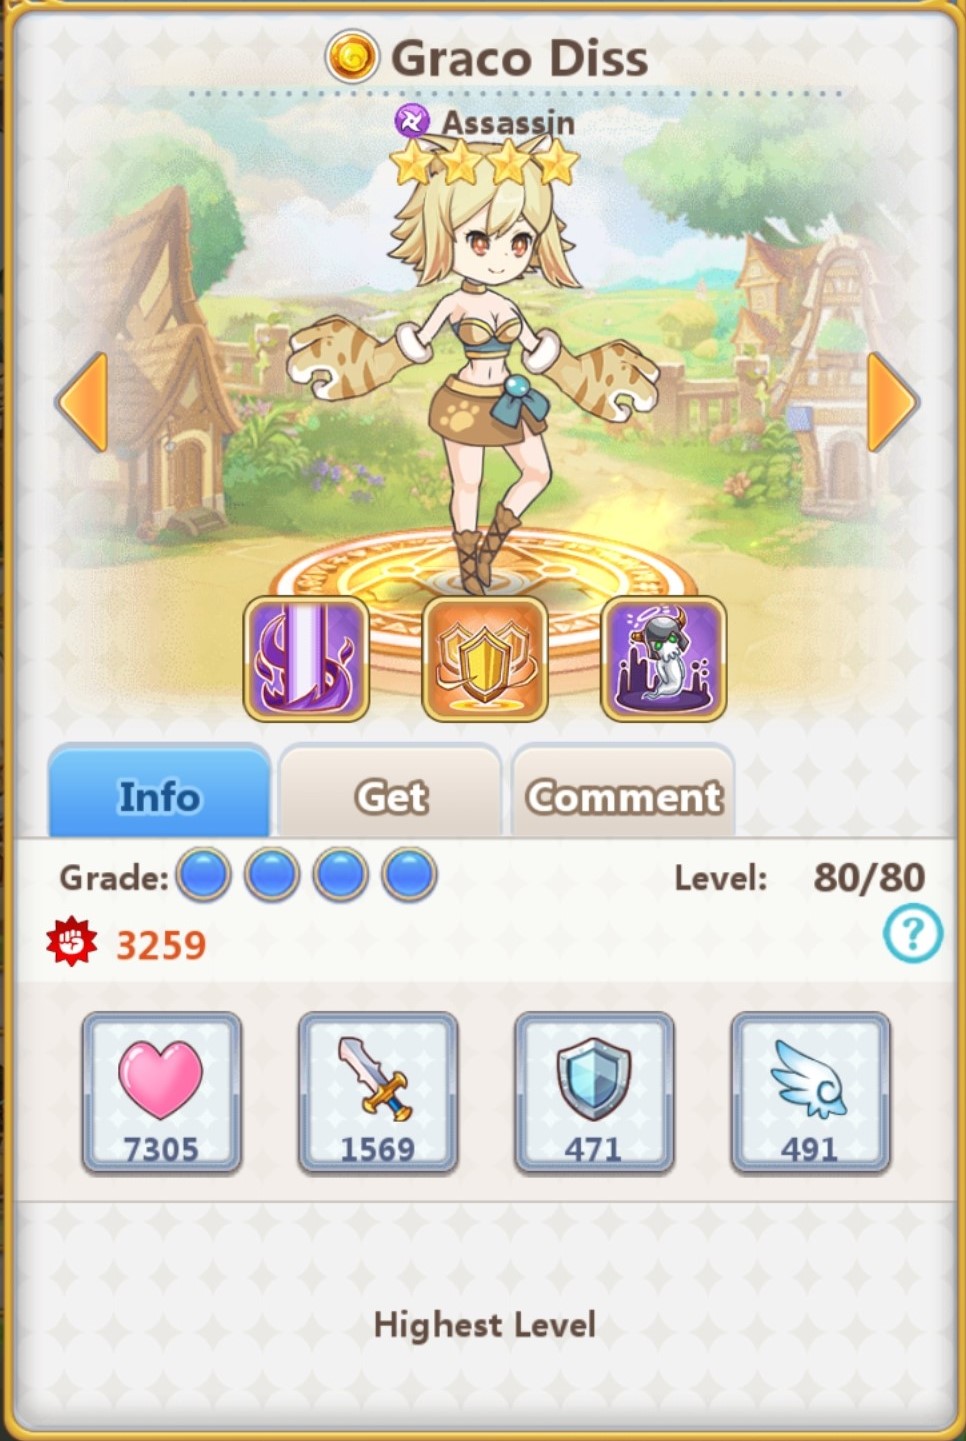 Graco Diss
Assassin
Info Get Comment
Grade: Level: 80/80
3259 ?
7305 1569 471 491
Highest Level